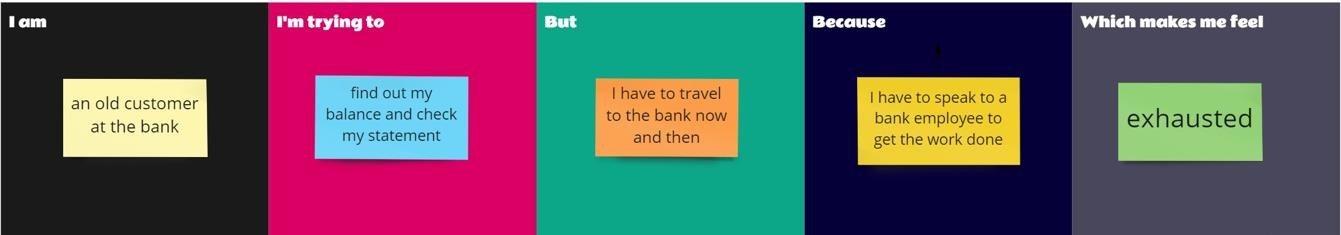 I am
an old customer
at the bank
I'm trying to
find out my
balance and check
my statement
But
I have to travel
to the bank now
and then
Because
I have to speak to a
bank employee to
get the work done
Which makes me feel
exhausted